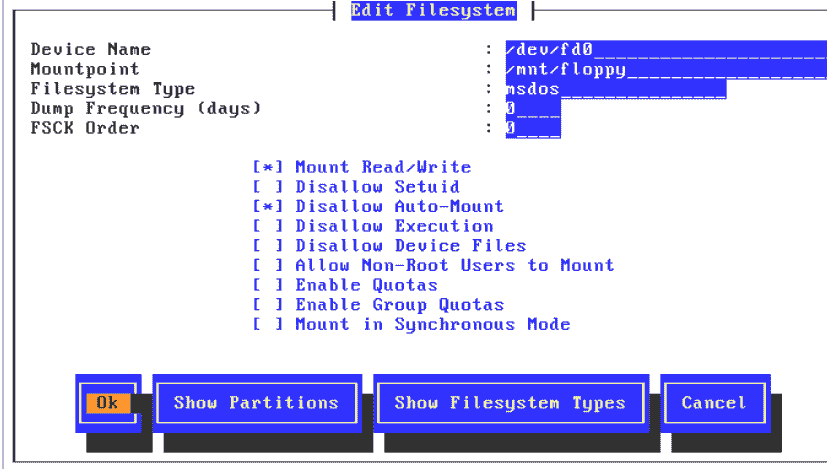 Edit Filesystem
Device Name : /dev/fd0
Mountpoint : /mnt/floppy
Filesystem Type : msdos
Dump Frequency (days) : 0
FSCK Order : 0
[*] Mount Read/Write
[ ] Disallow Setuid
[*] Disallow Auto-Mount
[ ] Disallow Execution
[ ] Disallow Device Files
[ ] Allow Non-Root Users to Mount
[ ] Enable Quotas
[ ] Enable Group Quotas
[ ] Mount in Synchronous Mode
Ok Show Partitions Show Filesystem Types Cancel